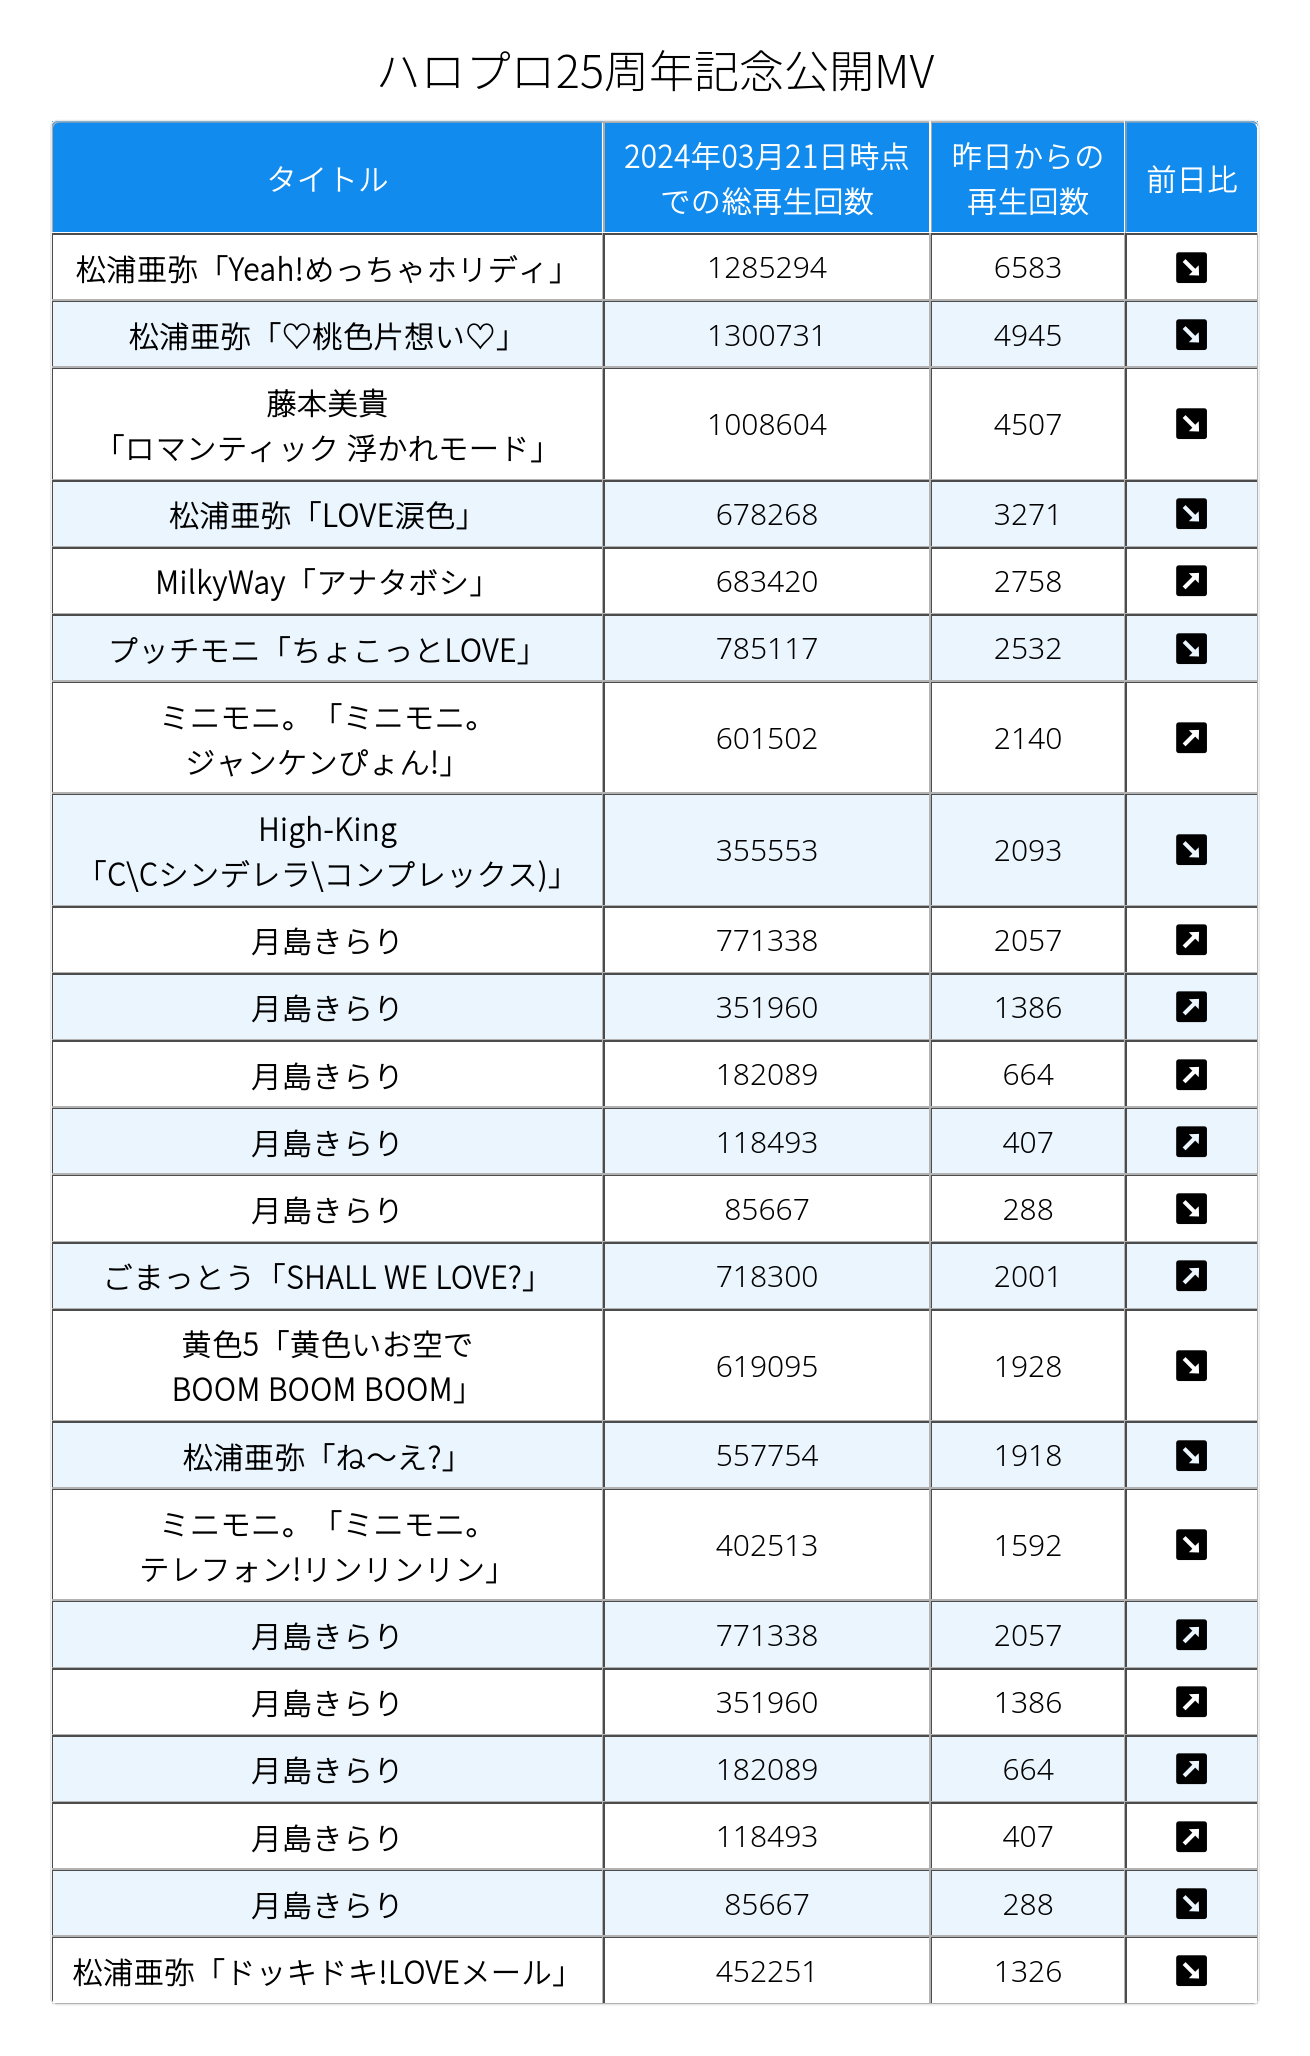 ハロプロ25周年記念公開MV
タイトル
2024年03月21日時点
での総再生回数
昨日からの
再生回数
前日比
松浦亜弥「Yeah!めっちゃホリディ」 1285294 6583 ↘
松浦亜弥「♡桃色片想い♡」 1300731 4945 ↘
藤本美貴
「ロマンティック 浮かれモード」 1008604 4507 ↘
松浦亜弥「LOVE涙色」 678268 3271 ↘
MilkyWay「アナタボシ」 683420 2758 ↗
プッチモニ「ちょこっとLOVE」 785117 2532 ↘
ミニモニ。「ミニモニ。
ジャンケンぴょん!」 601502 2140 ↗
High-King
「C\Cシンデレラ\コンプレックス)」 355553 2093 ↘
月島きらり 771338 2057 ↗
月島きらり 351960 1386 ↗
月島きらり 182089 664 ↗
月島きらり 118493 407 ↗
月島きらり 85667 288 ↘
ごまっとう「SHALL WE LOVE?」 718300 2001 ↗
黄色5「黄色いお空で
BOOM BOOM BOOM」 619095 1928 ↘
松浦亜弥「ね〜え?」 557754 1918 ↘
ミニモニ。「ミニモニ。
テレフォン!リンリンリン」 402513 1592 ↘
月島きらり 771338 2057 ↗
月島きらり 351960 1386 ↗
月島きらり 182089 664 ↗
月島きらり 118493 407 ↗
月島きらり 85667 288 ↘
松浦亜弥「ドッキドキ!LOVEメール」 452251 1326 ↘